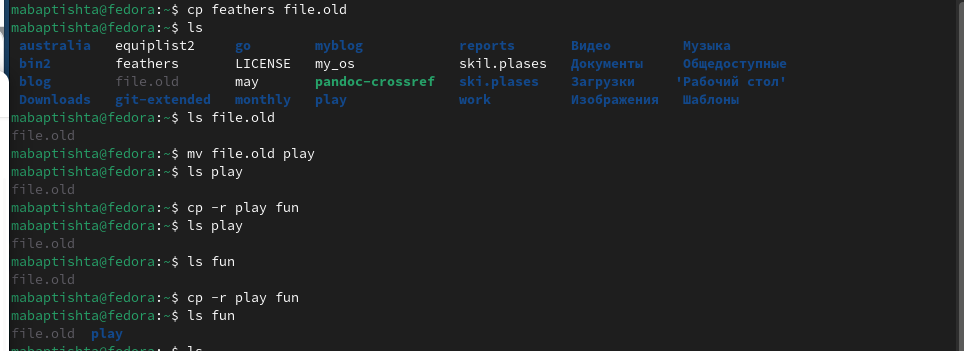 mabaptishta@fedora:~$ cp feathers file.old
mabaptishta@fedora:~$ ls
australia equiplist2 go myblog reports Видео Музыка
bin2 feathers LICENSE my_os skil.plases Документы Общедоступные
blog file.old may pandoc-crossref ski.plases Загрузки 'Рабочий стол'
Downloads git-extended monthly play work Изображения Шаблоны
mabaptishta@fedora:~$ ls file.old
file.old
mabaptishta@fedora:~$ mv file.old play
mabaptishta@fedora:~$ ls play
file.old
mabaptishta@fedora:~$ cp -r play fun
mabaptishta@fedora:~$ ls play
file.old
mabaptishta@fedora:~$ ls fun
file.old
mabaptishta@fedora:~$ cp -r play fun
mabaptishta@fedora:~$ ls fun
file.old play
mabaptishta@fedora:~$ ls